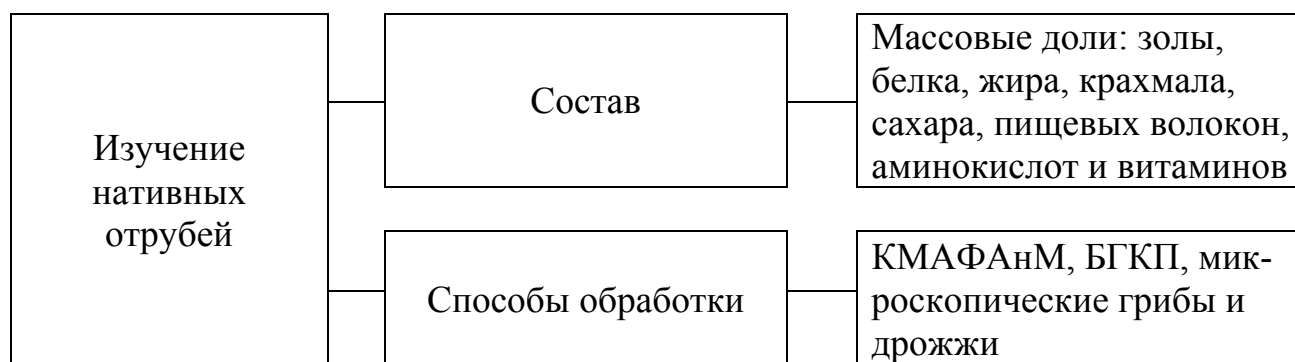 Изучение
нативных
отрубей
Состав
Массовые доли: золы,
белка, жира, крахмала,
сахара, пищевых волокон,
аминокислот и витаминов
Способы обработки
КМАФАнМ, БГКП, мик-
роскопические грибы и
дрожжи